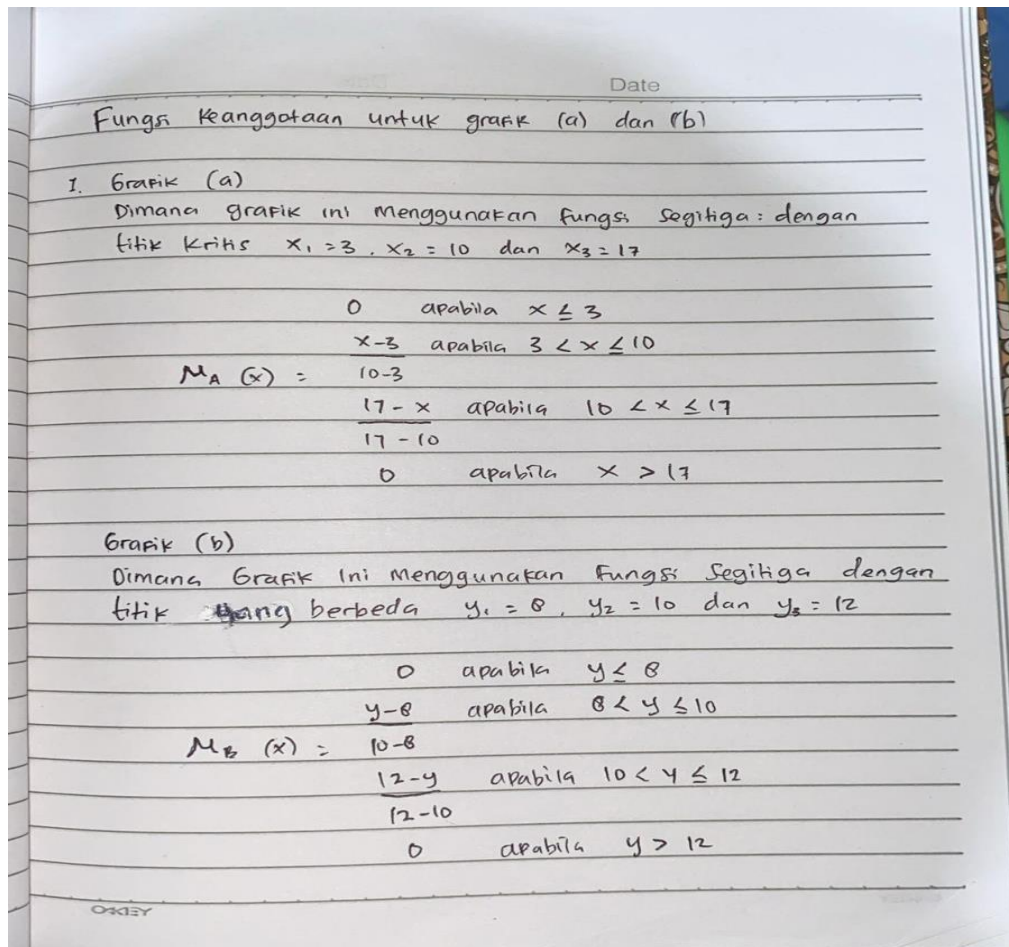 Date
Fungsi Keanggotaan untuk grafik (a) dan (b)
1. Grafik (a)
Dimana grafik ini Menggunakan fungsi segitiga : dengan
titik Kritis x₁ = 3 , x₂ = 10 dan x₃ = 17
0 apabila x ≤ 3
x-3 apabila 3 < x ≤ 10
μA (x) = 10-3
17 - x apabila 10 < x ≤ 17
17 - 10
0 apabila x > 17
Grafik (b)
Dimana Grafik Ini Menggunakan Fungsi Segitiga dengan
titik yang berbeda y₁ = 8 , y₂ = 10 dan y₃ = 12
0 apabila y ≤ 8
y-8 apabila 8 < y ≤ 10
μB (x) = 10-8
12-y apabila 10 < y ≤ 12
12-10
0 apabila y > 12